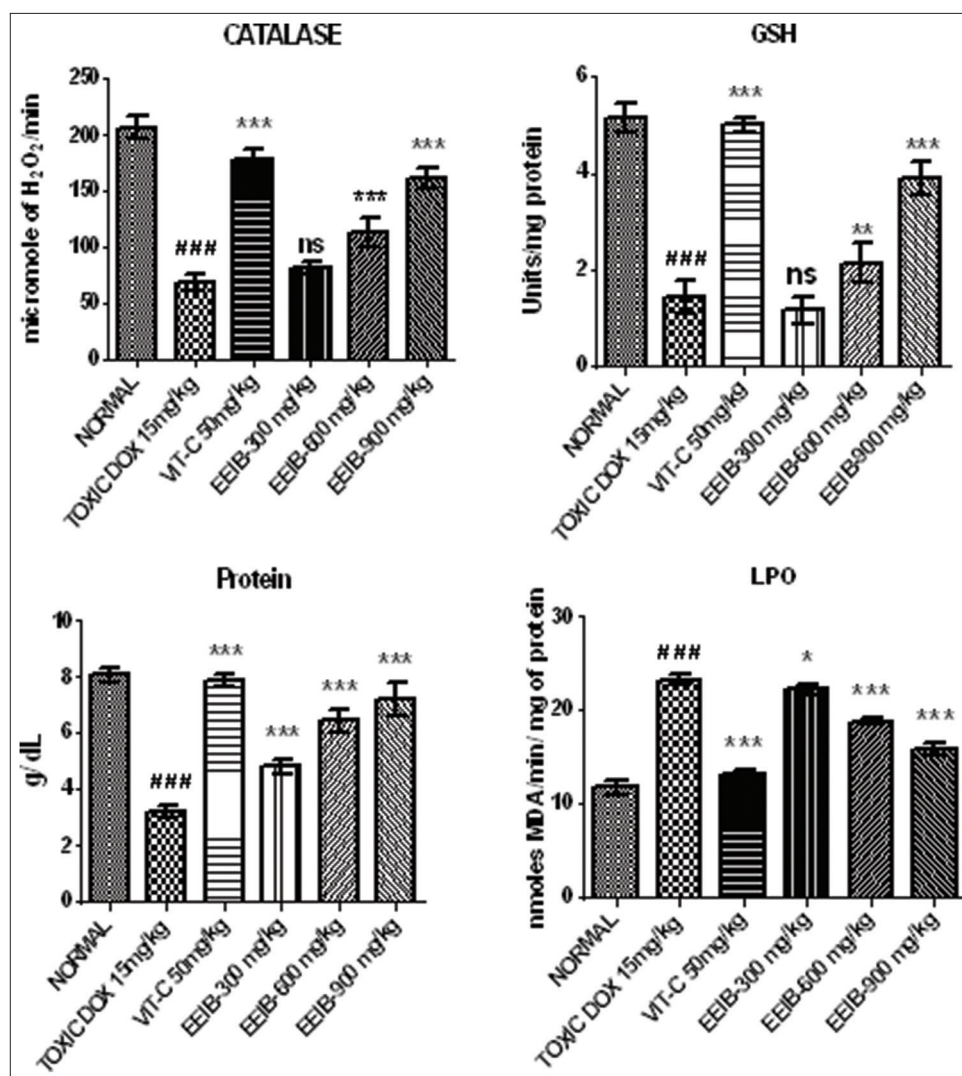 CATALASE
micromole of H₂O₂/min
250
200
150
100
50
0
***
###
ns
***
***
NORMAL
TOXIC DOX 15mg/kg
VIT-C 50mg/kg
EEIB-300 mg/kg
EEIB-600 mg/kg
EEIB-900 mg/kg
GSH
Units/mg protein
6
4
2
0
###
***
ns
**
***
NORMAL
TOXIC DOX 15mg/kg
VIT-C 50mg/kg
EEIB-300 mg/kg
EEIB-600 mg/kg
EEIB-900 mg/kg
Protein
g/dL
10
8
6
4
2
0
###
***
***
***
***
NORMAL
TOXIC DOX 15mg/kg
VIT-C 50mg/kg
EEIB-300 mg/kg
EEIB-600 mg/kg
EEIB-900 mg/kg
LPO
nmoles MDA/min/ mg of protein
30
20
10
0
###
***
*
***
***
NORMAL
TOXIC DOX 15mg/kg
VIT-C 50mg/kg
EEIB-300 mg/kg
EEIB-600 mg/kg
EEIB-900 mg/kg